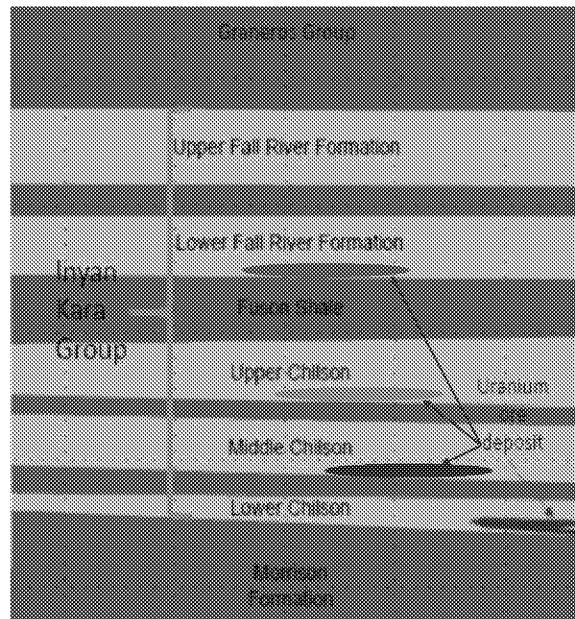 Graneros Group
Upper Fall River Formation
Lower Fall River Formation
Inyan
Kara
Group
Fuson Shale
Upper Chilson
Uranium
ore
deposit
Middle Chilson
Lower Chilson
Morrison
Formation